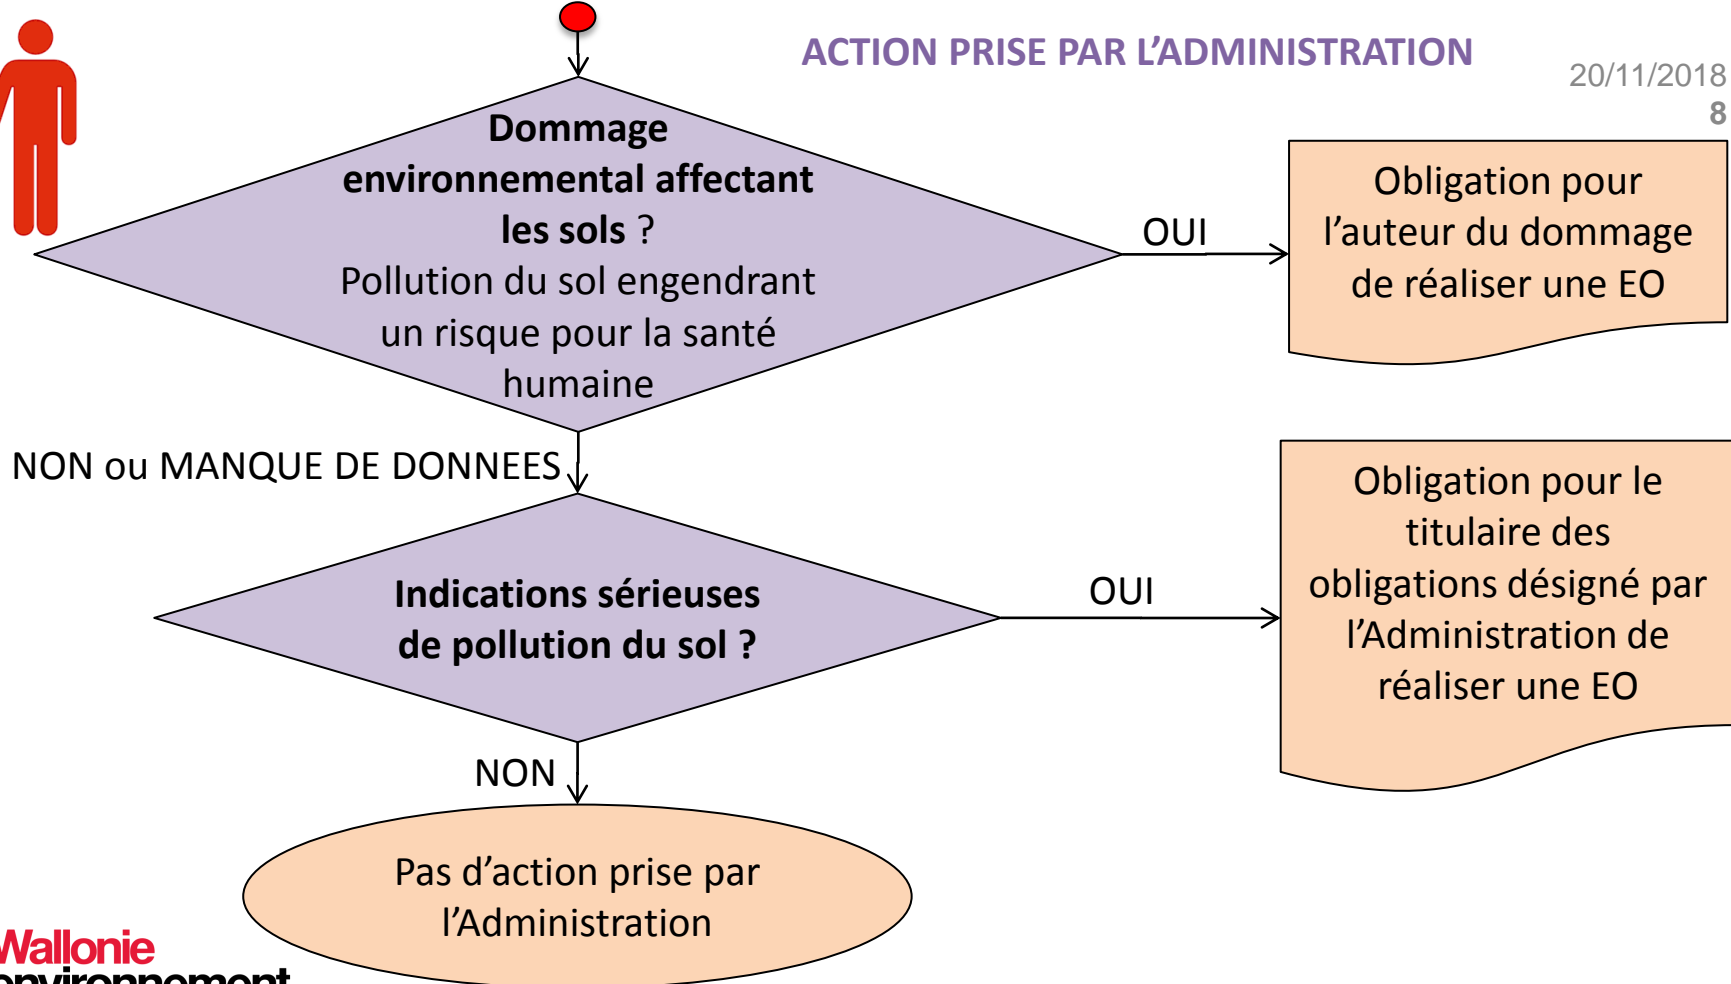 ACTION PRISE PAR L’ADMINISTRATION
20/11/2018
8
Dommage
environnemental affectant
les sols ?
Pollution du sol engendrant
un risque pour la santé
humaine
OUI
Obligation pour
l’auteur du dommage
de réaliser une EO
NON ou MANQUE DE DONNEES
Indications sérieuses
de pollution du sol ?
OUI
Obligation pour le
titulaire des
obligations désigné par
l’Administration de
réaliser une EO
NON
Pas d’action prise par
l’Administration
Wallonie
environnement